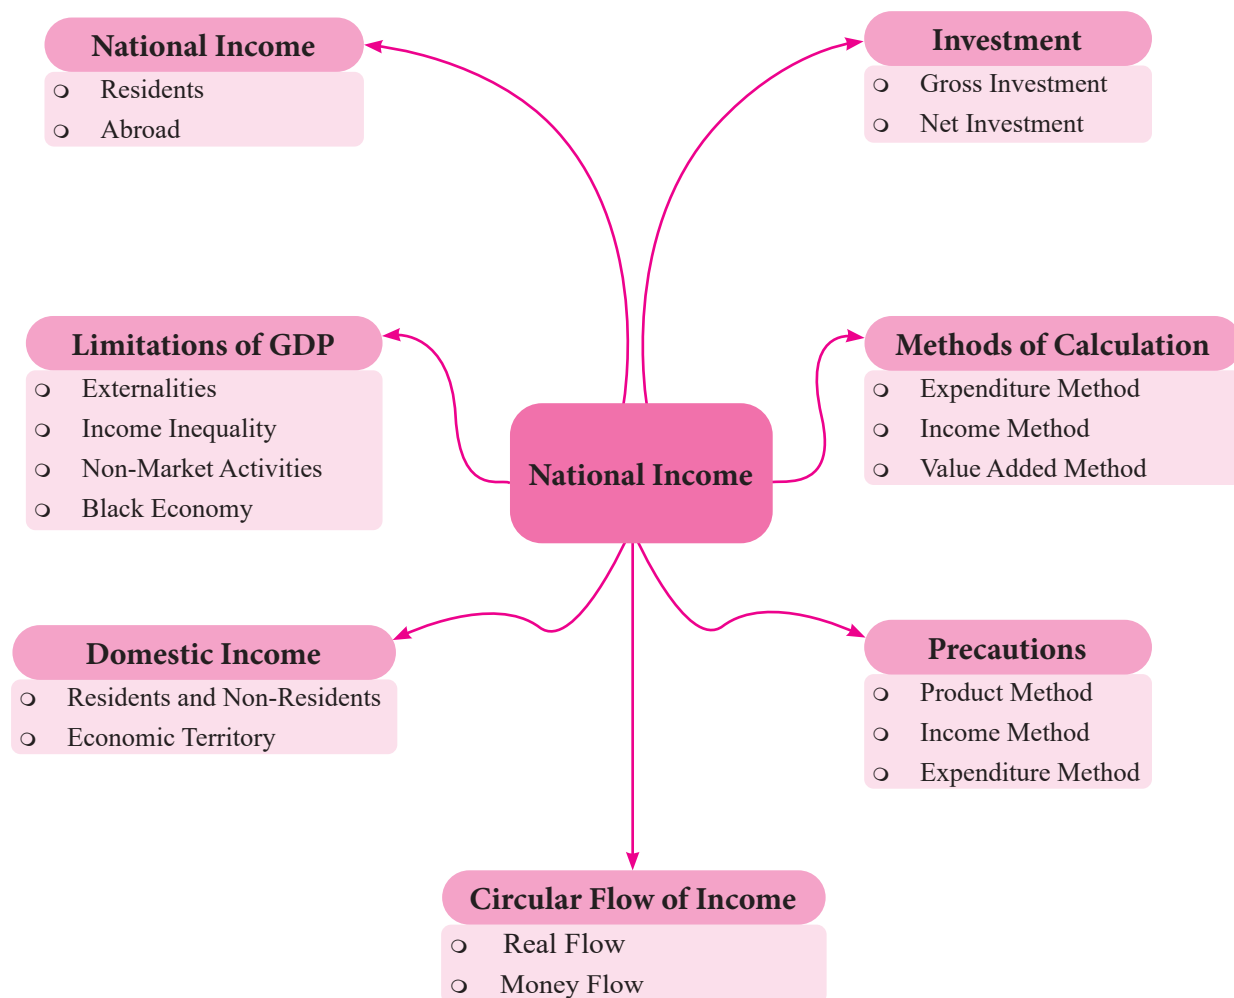 National Income
○ Residents
○ Abroad
Investment
○ Gross Investment
○ Net Investment
Limitations of GDP
○ Externalities
○ Income Inequality
○ Non-Market Activities
○ Black Economy
Methods of Calculation
○ Expenditure Method
○ Income Method
○ Value Added Method
National Income
Domestic Income
○ Residents and Non-Residents
○ Economic Territory
Precautions
○ Product Method
○ Income Method
○ Expenditure Method
Circular Flow of Income
○ Real Flow
○ Money Flow